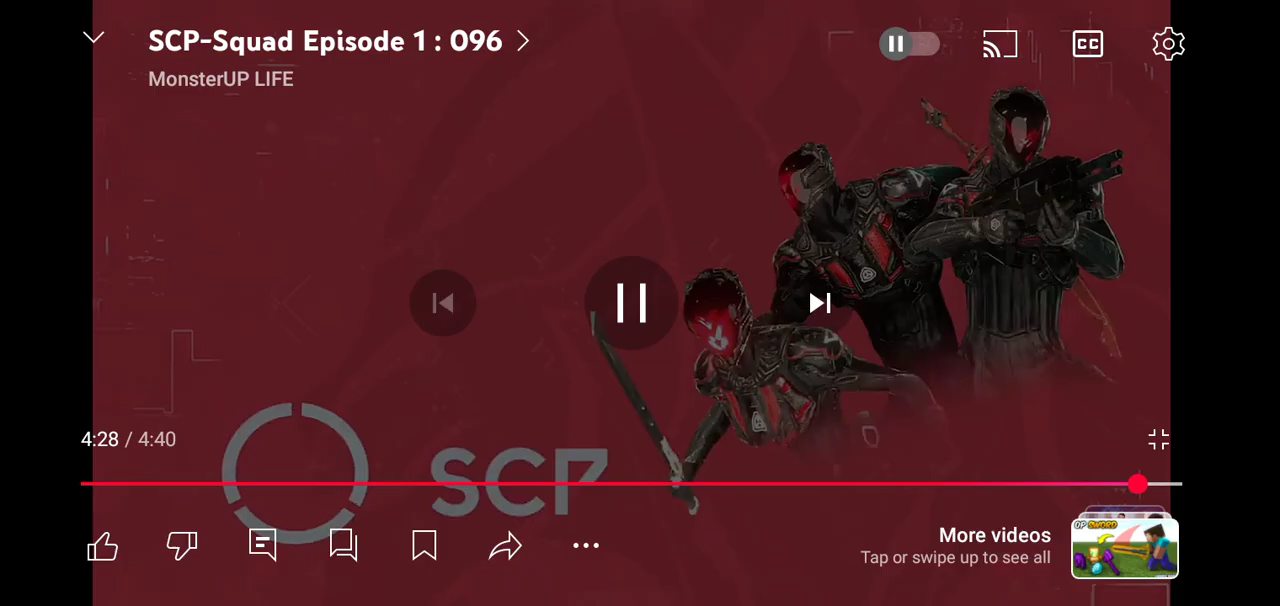 SCP-Squad Episode 1 : 096
MonsterUP LIFE
CC
4:28 / 4:40
SCP
More videos
Tap or swipe up to see all
OP SWORD